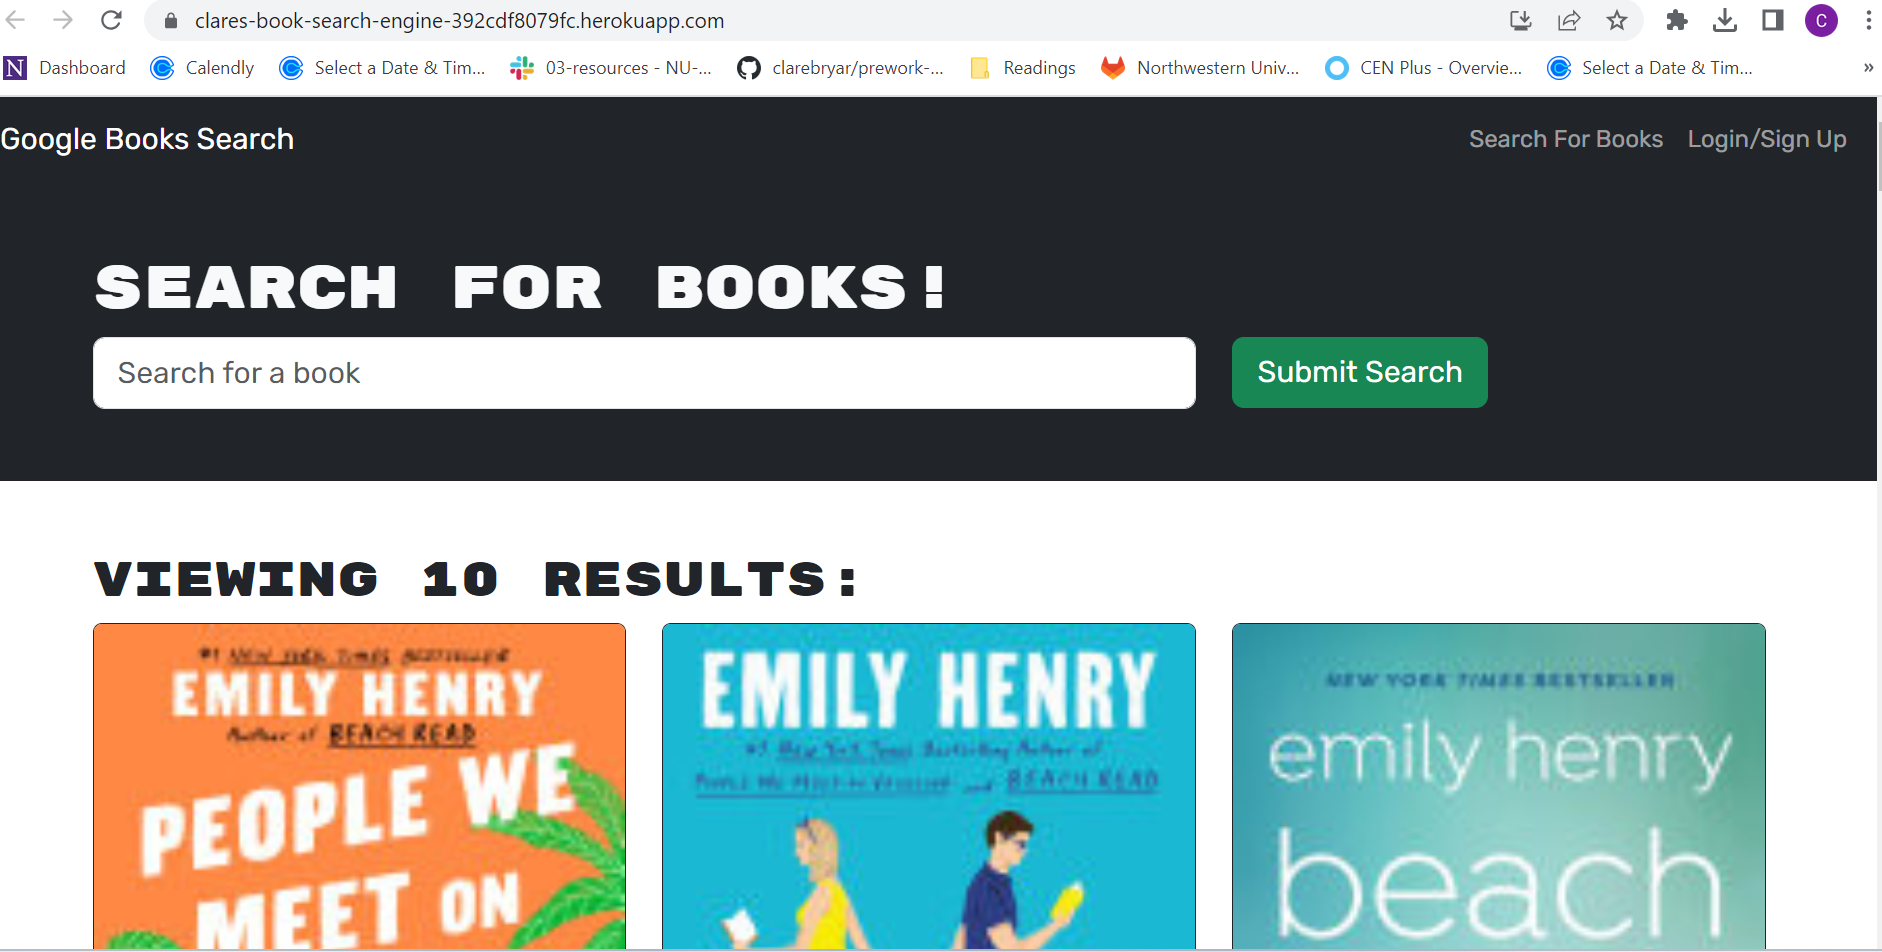 clares-book-search-engine-392cdf8079fc.herokuapp.com
C
N Dashboard Calendly Select a Date & Tim... 03-resources - NU-... clarebryar/prework-... Readings Northwestern Univ... CEN Plus - Overvie... Select a Date & Tim... »
Google Books Search Search For Books Login/Sign Up
SEARCH FOR BOOKS!
Search for a book Submit Search
VIEWING 10 RESULTS:
#1 NEW YORK TIMES BESTSELLER
EMILY HENRY
Author of BEACH READ
PEOPLE WE
MEET ON
EMILY HENRY
#1 New York Times Bestselling Author of
PEOPLE WE MEET ON VACATION and BEACH READ
NEW YORK TIMES BESTSELLER
emily henry
beach